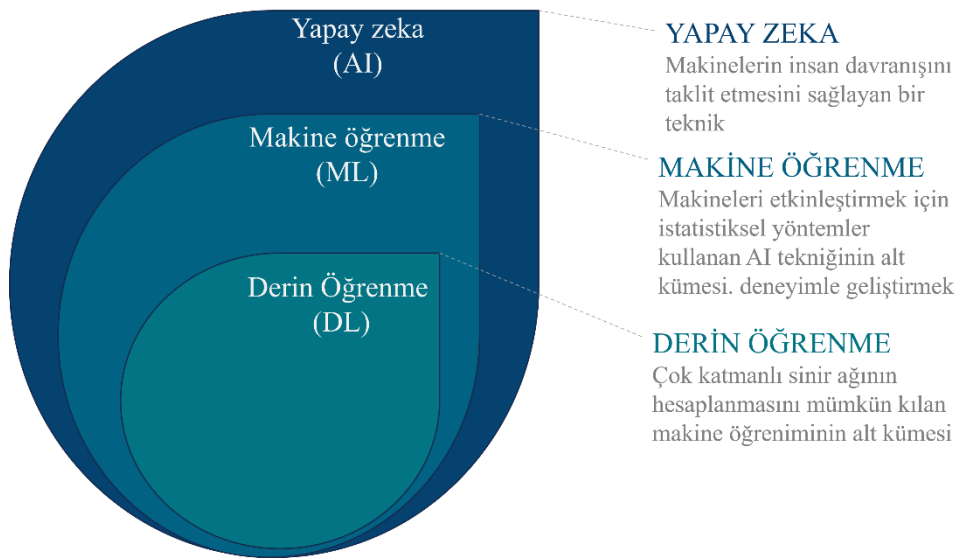 Yapay zeka
(AI)
Makine öğrenme
(ML)
Derin Öğrenme
(DL)
YAPAY ZEKA
Makinelerin insan davranışını
taklit etmesini sağlayan bir
teknik
MAKİNE ÖĞRENME
Makineleri etkinleştirmek için
istatistiksel yöntemler
kullanan AI tekniğinin alt
kümesi. deneyimle geliştirmek
DERİN ÖĞRENME
Çok katmanlı sinir ağının
hesaplanmasını mümkün kılan
makine öğreniminin alt kümesi